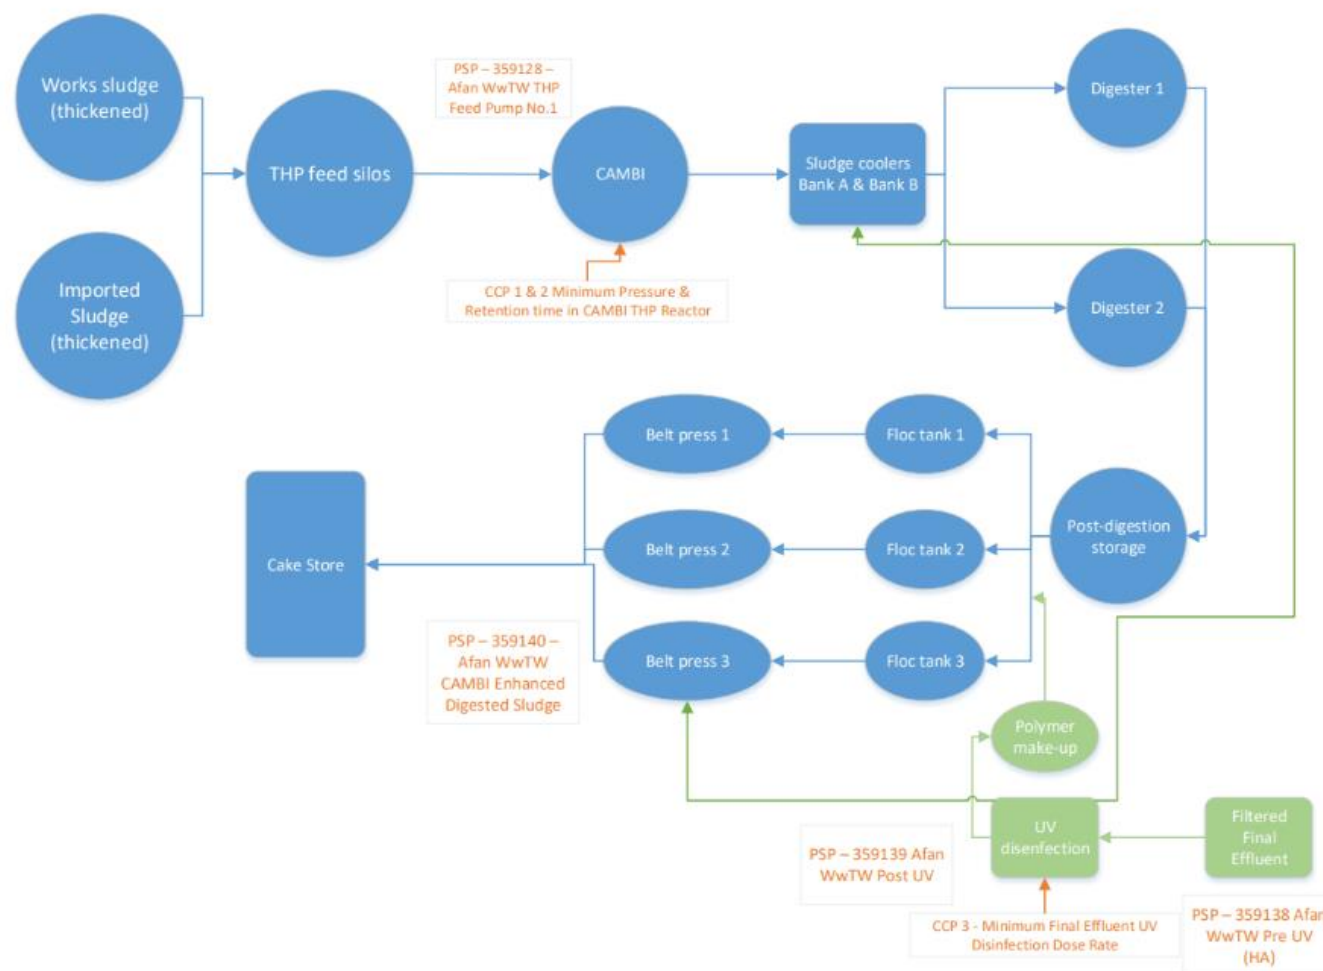 Works sludge
(thickened)
PSP – 359128 –
Afan WwTW THP
Feed Pump No.1
Digester 1
THP feed silos
CAMBI
Sludge coolers
Bank A & Bank B
Imported
Sludge
(thickened)
CCP 1 & 2 Minimum Pressure &
Retention time in CAMBI THP Reactor
Digester 2
Belt press 1
Floc tank 1
Cake Store
Belt press 2
Floc tank 2
Post-digestion
storage
PSP – 359140 –
Afan WwTW
CAMBI Enhanced
Digested Sludge
Belt press 3
Floc tank 3
Polymer
make-up
PSP – 359139 Afan
WwTW Post UV
UV
disenfection
Filtered
Final
Effluent
CCP 3 - Minimum Final Effluent UV
Disinfection Dose Rate
PSP – 359138 Afan
WwTW Pre UV
(HA)